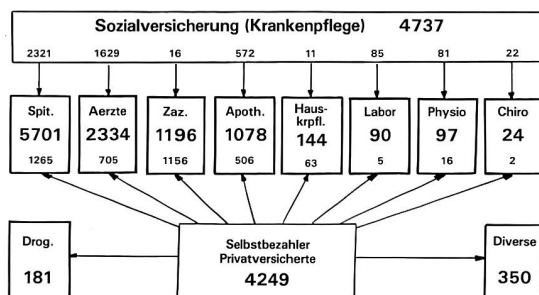 Sozialversicherung (Krankenpflege) 4737
2321 1629 16 572 11 85 81 22
Spit. Aerzte Zaz. Apoth. Haus-krpfl. Labor Physio Chiro
5701 2334 1196 1078 144 90 97 24
1265 705 1156 506 63 5 16 2
Drog. Selbstbezahler Privatversicherte Diverse
181 4249 350